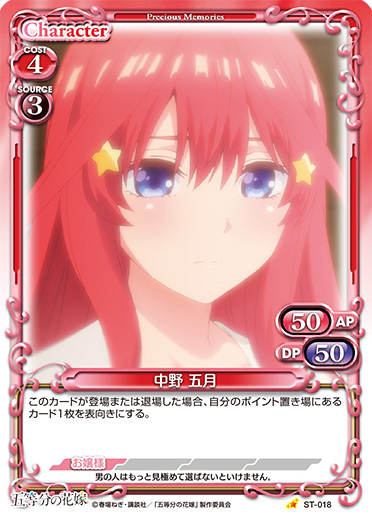 Precious Memories
Character
COST
4
SOURCE
3
50 AP
DP 50
中野 五月
このカードが登場または退場した場合、自分のポイント置き場にある
カード1枚を表向きにする。
お嬢様
男の人はもっと見極めて選ばないといけません。
五等分の花嫁
©春場ねぎ・講談社／「五等分の花嫁」製作委員会
ST-018